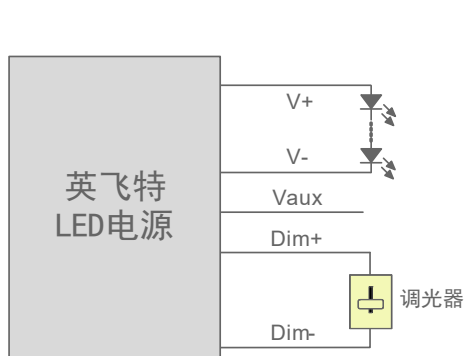 英飞特
LED电源
V+
V-
Vaux
Dim+
调光器
Dim-